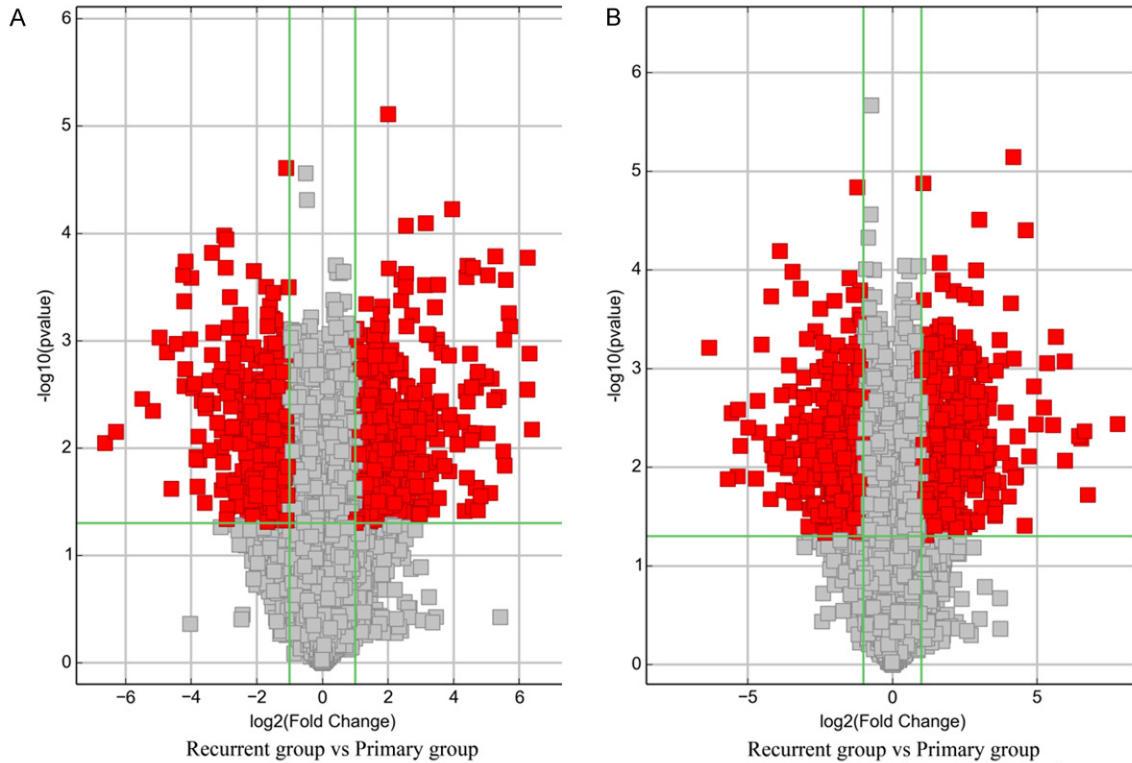 A
6
5
4
3
2
1
0
-log10(pvalue)
−6 −4 −2 0 2 4 6
log2(Fold Change)
Recurrent group vs Primary group
B
6
5
4
3
2
1
0
-log10(pvalue)
−5 0 5
log2(Fold Change)
Recurrent group vs Primary group